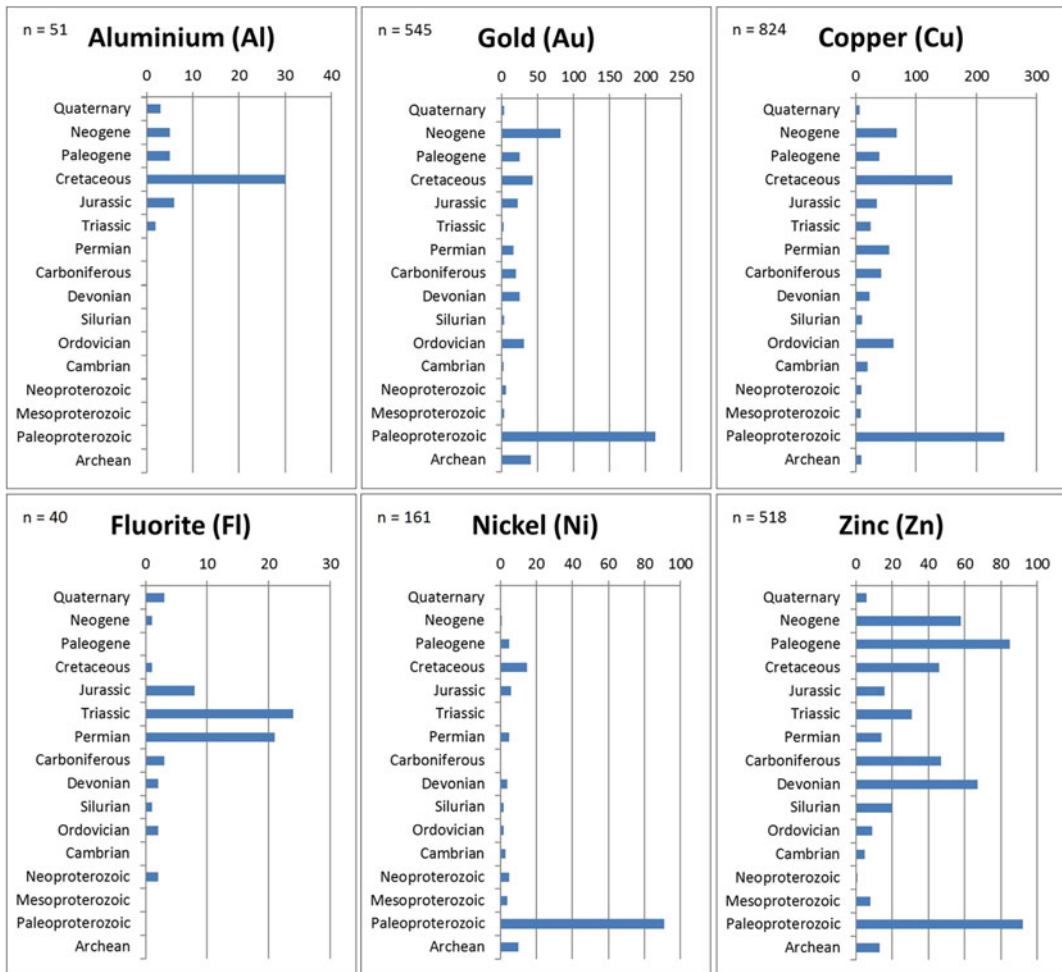 n = 51
Aluminium (Al)
0 10 20 30 40
Quaternary
Neogene
Paleogene
Cretaceous
Jurassic
Triassic
Permian
Carboniferous
Devonian
Silurian
Ordovician
Cambrian
Neoproterozoic
Mesoproterozoic
Paleoproterozoic
Archean
n = 545
Gold (Au)
0 50 100 150 200 250
Quaternary
Neogene
Paleogene
Cretaceous
Jurassic
Triassic
Permian
Carboniferous
Devonian
Silurian
Ordovician
Cambrian
Neoproterozoic
Mesoproterozoic
Paleoproterozoic
Archean
n = 824
Copper (Cu)
0 100 200 300
Quaternary
Neogene
Paleogene
Cretaceous
Jurassic
Triassic
Permian
Carboniferous
Devonian
Silurian
Ordovician
Cambrian
Neoproterozoic
Mesoproterozoic
Paleoproterozoic
Archean
n = 40
Fluorite (Fl)
0 10 20 30
Quaternary
Neogene
Paleogene
Cretaceous
Jurassic
Triassic
Permian
Carboniferous
Devonian
Silurian
Ordovician
Cambrian
Neoproterozoic
Mesoproterozoic
Paleoproterozoic
Archean
n = 161
Nickel (Ni)
0 20 40 60 80 100
Quaternary
Neogene
Paleogene
Cretaceous
Jurassic
Triassic
Permian
Carboniferous
Devonian
Silurian
Ordovician
Cambrian
Neoproterozoic
Mesoproterozoic
Paleoproterozoic
Archean
n = 518
Zinc (Zn)
0 20 40 60 80 100
Quaternary
Neogene
Paleogene
Cretaceous
Jurassic
Triassic
Permian
Carboniferous
Devonian
Silurian
Ordovician
Cambrian
Neoproterozoic
Mesoproterozoic
Paleoproterozoic
Archean